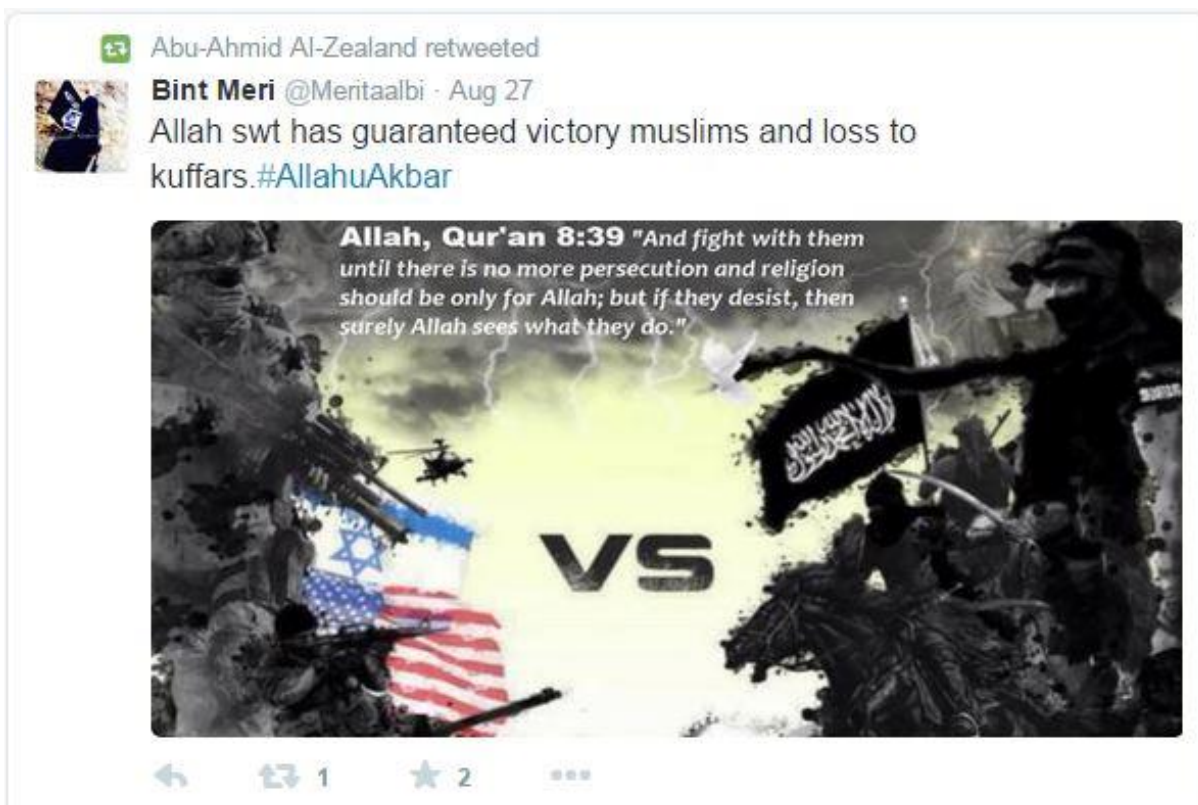 Abu-Ahmid Al-Zealand retweeted
Bint Meri @Meritaalbi · Aug 27
Allah swt has guaranteed victory muslims and loss to
kuffars.#AllahuAkbar
Allah, Qur'an 8:39 "And fight with them
until there is no more persecution and religion
should be only for Allah; but if they desist, then
surely Allah sees what they do."
VS
1 2